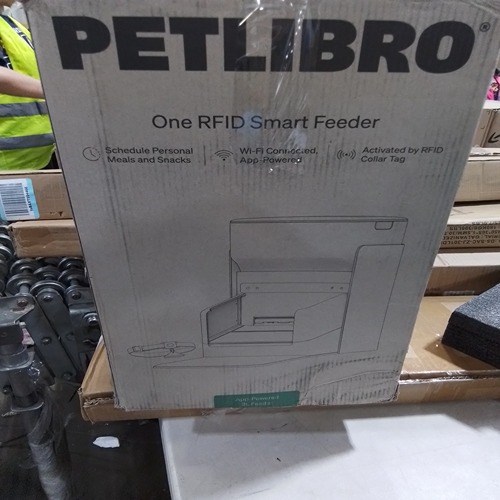 PETLIBRO®
One RFID Smart Feeder
Schedule Personal
Meals and Snacks
Wi-Fi Connected,
App-Powered
Activated by RFID
Collar Tag